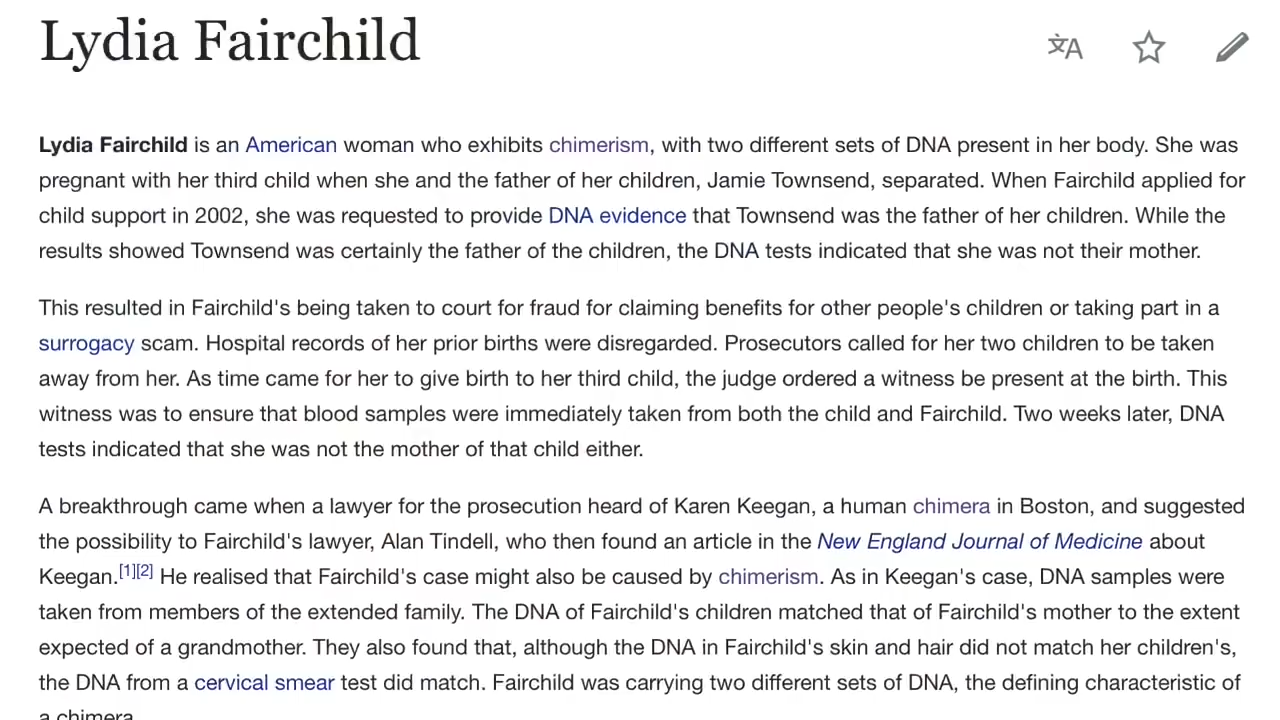 Lydia Fairchild
Lydia Fairchild is an American woman who exhibits chimerism, with two different sets of DNA present in her body. She was
pregnant with her third child when she and the father of her children, Jamie Townsend, separated. When Fairchild applied for
child support in 2002, she was requested to provide DNA evidence that Townsend was the father of her children. While the
results showed Townsend was certainly the father of the children, the DNA tests indicated that she was not their mother.
This resulted in Fairchild's being taken to court for fraud for claiming benefits for other people's children or taking part in a
surrogacy scam. Hospital records of her prior births were disregarded. Prosecutors called for her two children to be taken
away from her. As time came for her to give birth to her third child, the judge ordered a witness be present at the birth. This
witness was to ensure that blood samples were immediately taken from both the child and Fairchild. Two weeks later, DNA
tests indicated that she was not the mother of that child either.
A breakthrough came when a lawyer for the prosecution heard of Karen Keegan, a human chimera in Boston, and suggested
the possibility to Fairchild's lawyer, Alan Tindell, who then found an article in the New England Journal of Medicine about
Keegan.[1][2] He realised that Fairchild's case might also be caused by chimerism. As in Keegan's case, DNA samples were
taken from members of the extended family. The DNA of Fairchild's children matched that of Fairchild's mother to the extent
expected of a grandmother. They also found that, although the DNA in Fairchild's skin and hair did not match her children's,
the DNA from a cervical smear test did match. Fairchild was carrying two different sets of DNA, the defining characteristic of
a chimera.